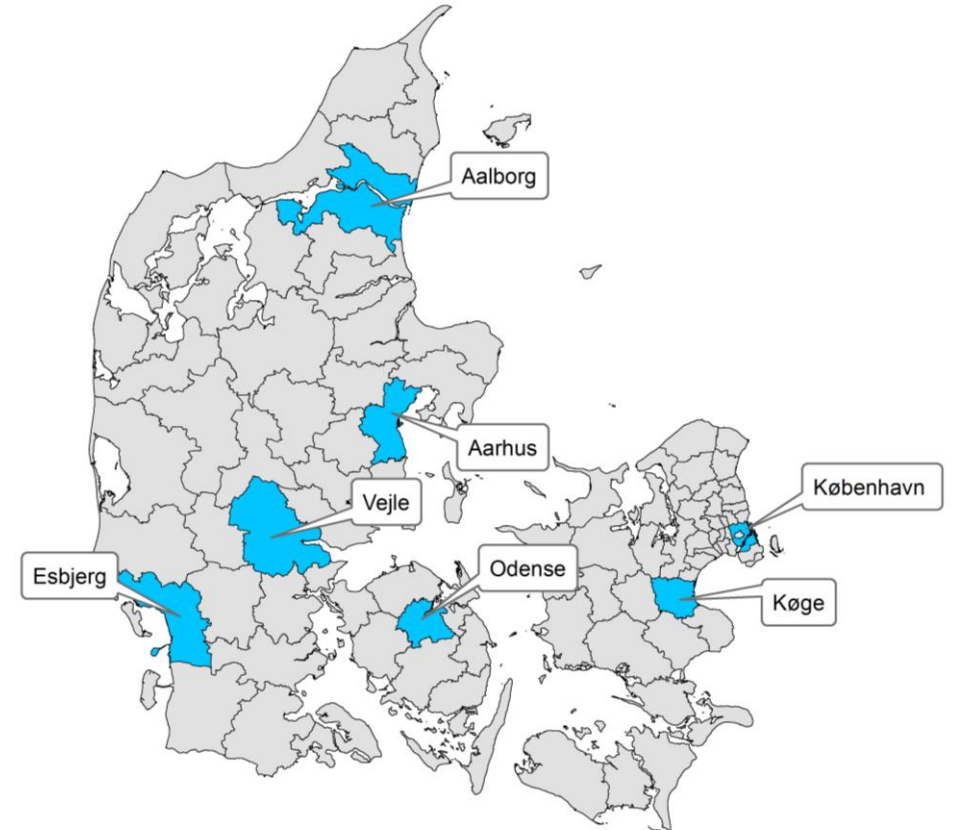 Aalborg
Aarhus
København
Vejle
Odense
Esbjerg
Køge